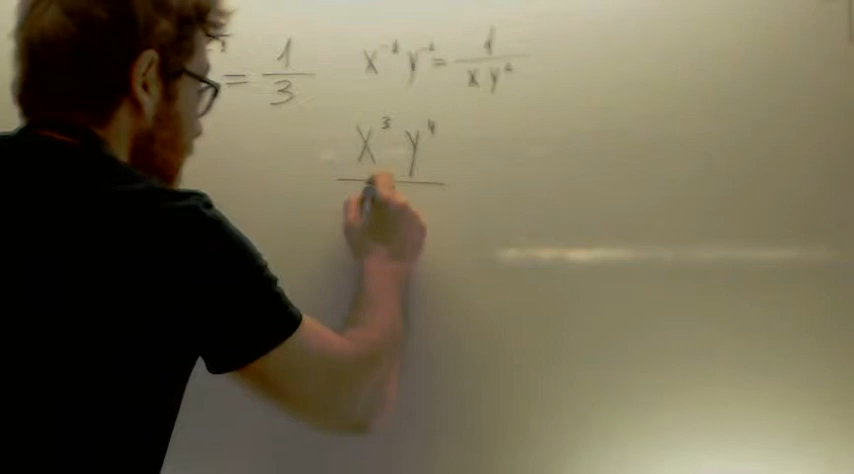 = 1/3
x⁻¹ y⁻² = 1/(x y²)
x³ y⁴